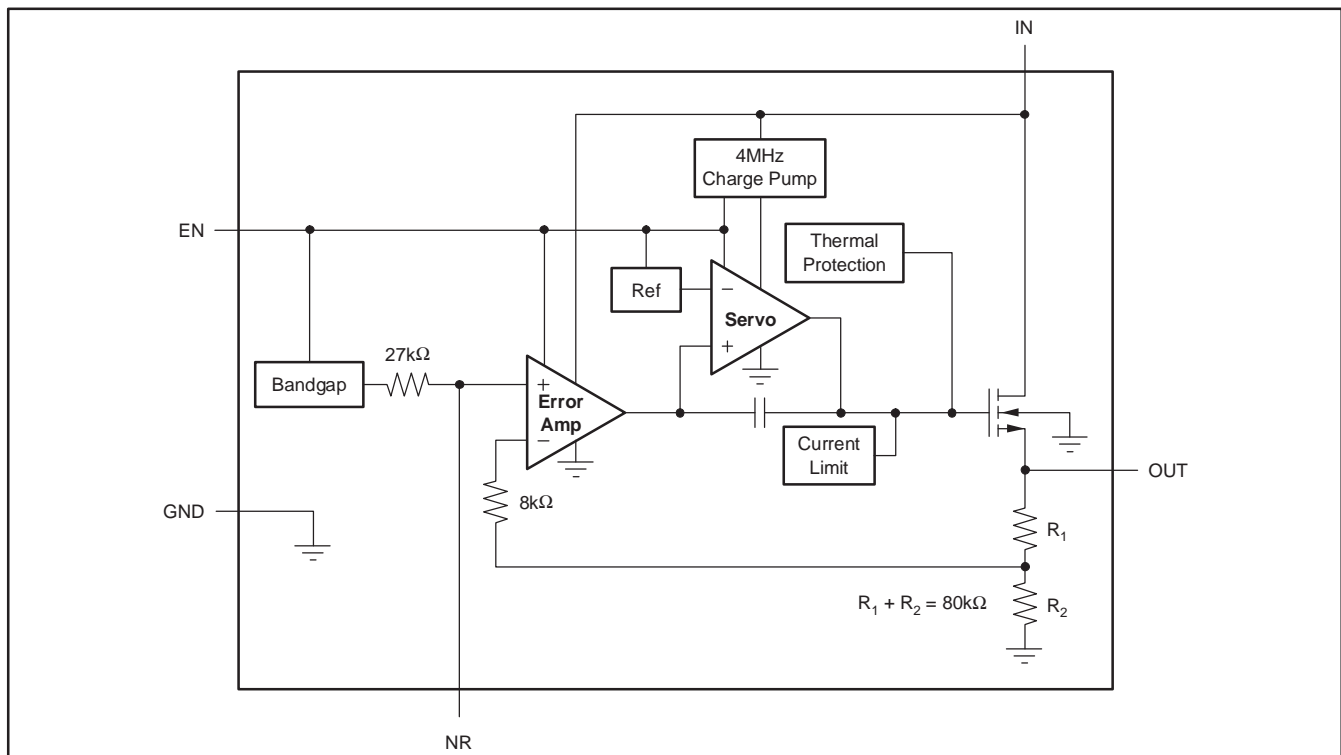 IN
4MHz
Charge Pump
EN
Thermal
Protection
Ref
−
Servo
+
27kΩ
Bandgap
+
Error
Amp
−
Current
Limit
OUT
8kΩ
GND
R₁
R₁ + R₂ = 80kΩ
R₂
NR